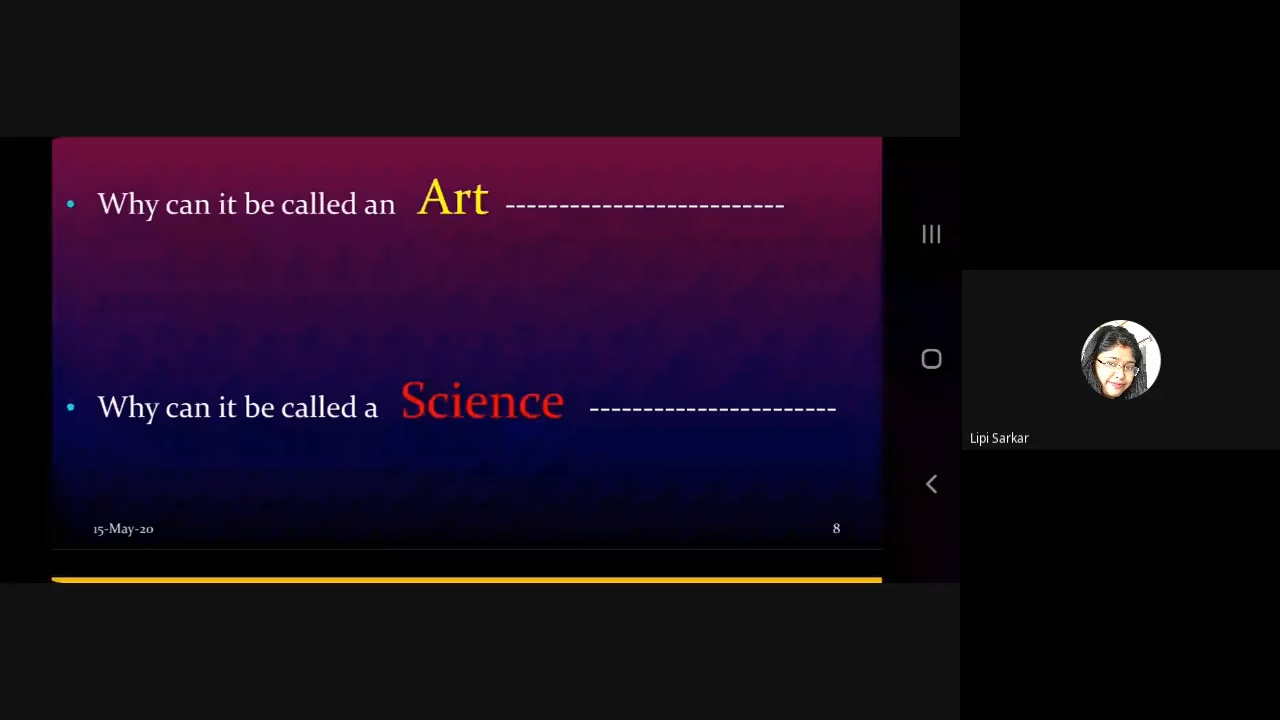 • Why can it be called an Art --------------------------
• Why can it be called a Science -----------------------
15-May-20
8
Lipi Sarkar